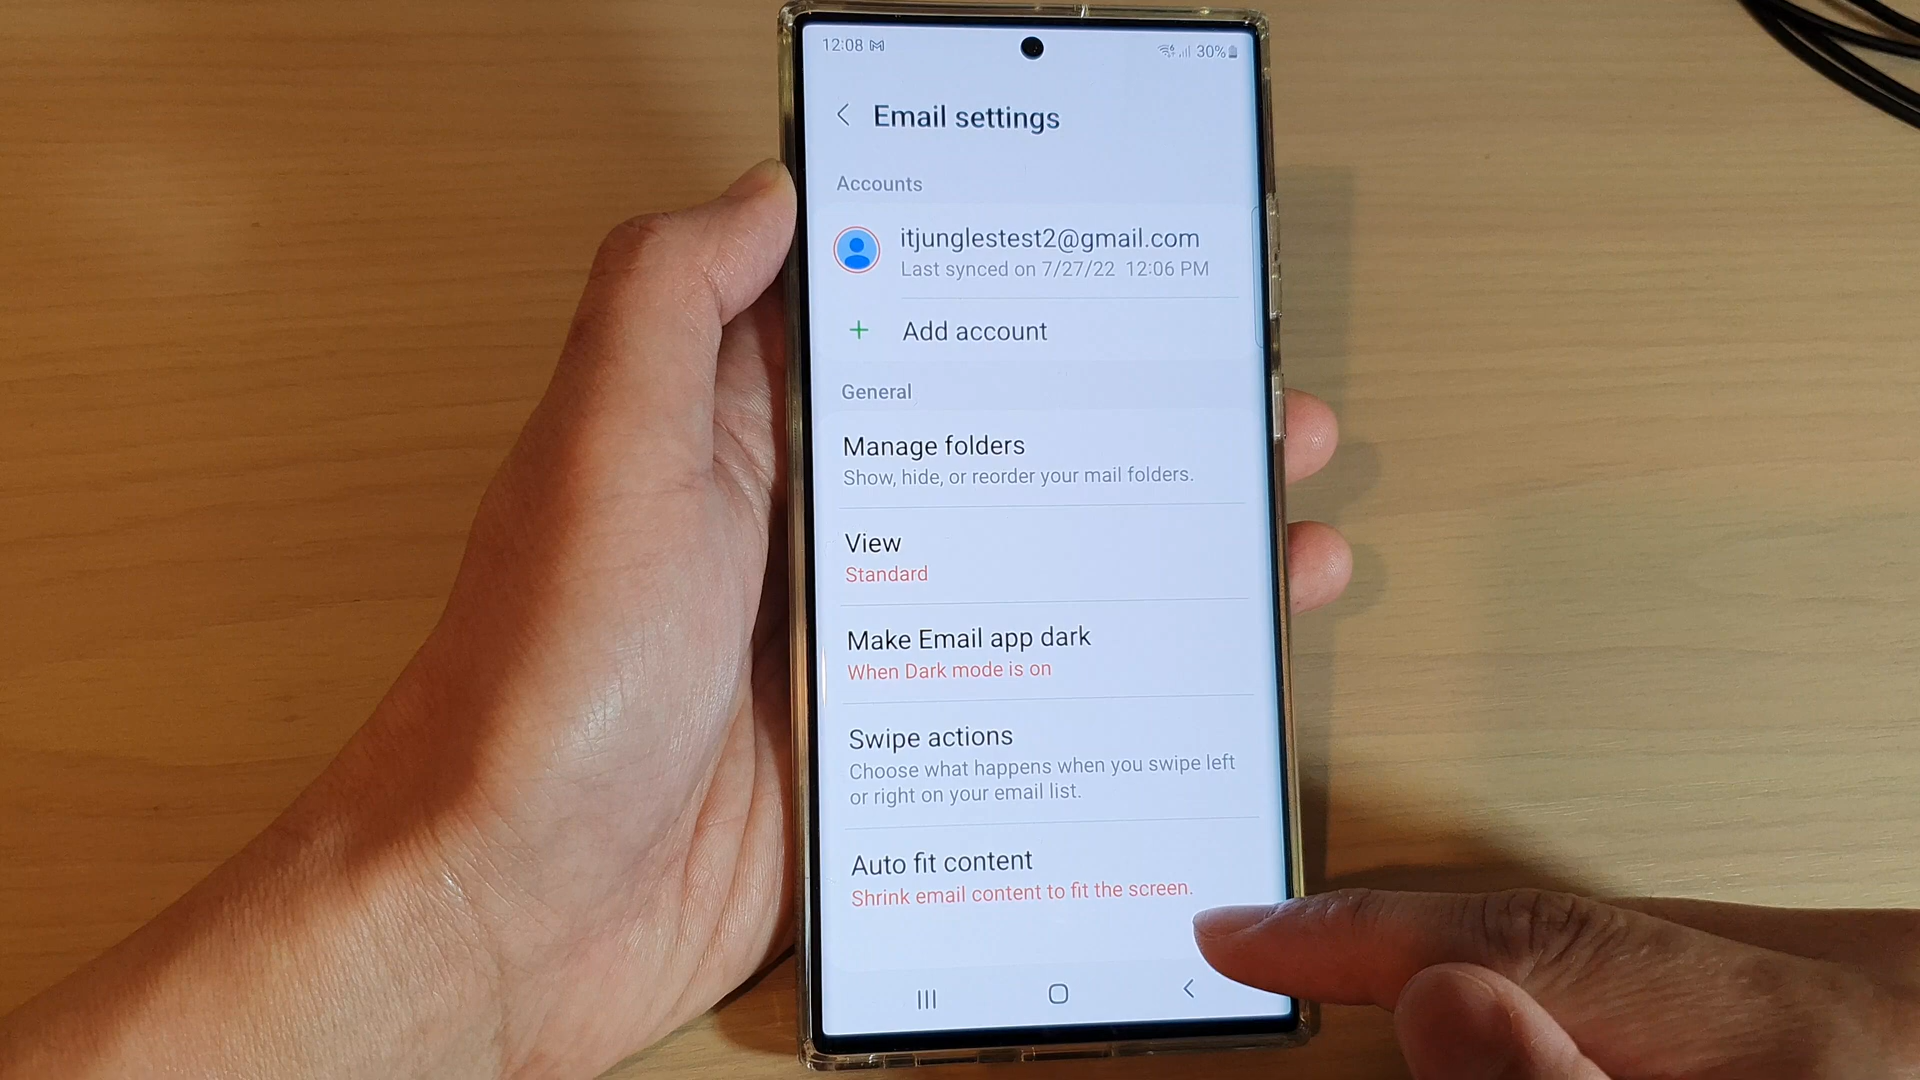 12:08
30%
Email settings
Accounts
itjunglestest2@gmail.com
Last synced on 7/27/22 12:06 PM
Add account
General
Manage folders
Show, hide, or reorder your mail folders.
View
Standard
Make Email app dark
When Dark mode is on
Swipe actions
Choose what happens when you swipe left
or right on your email list.
Auto fit content
Shrink email content to fit the screen.